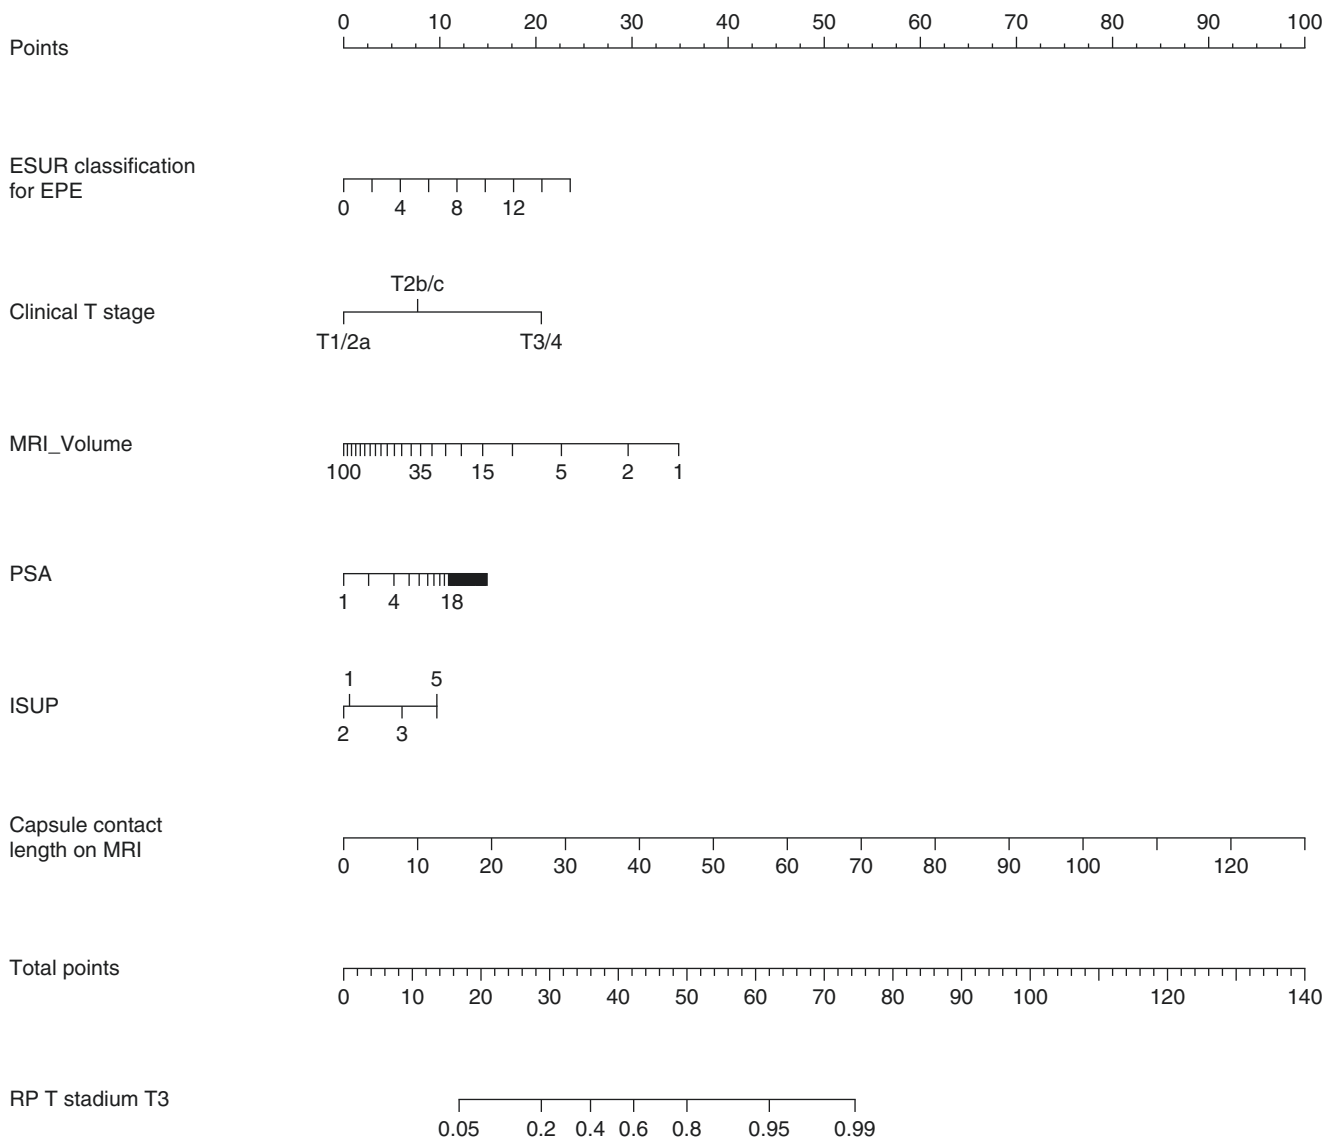 0 10 20 30 40 50 60 70 80 90 100
Points
ESUR classification
for EPE
0 4 8 12
T2b/c
Clinical T stage
T1/2a T3/4
MRI_Volume
100 35 15 5 2 1
PSA
1 4 18
1 5
ISUP
2 3
Capsule contact
length on MRI
0 10 20 30 40 50 60 70 80 90 100 120
Total points
0 10 20 30 40 50 60 70 80 90 100 120 140
RP T stadium T3
0.05 0.2 0.4 0.6 0.8 0.95 0.99